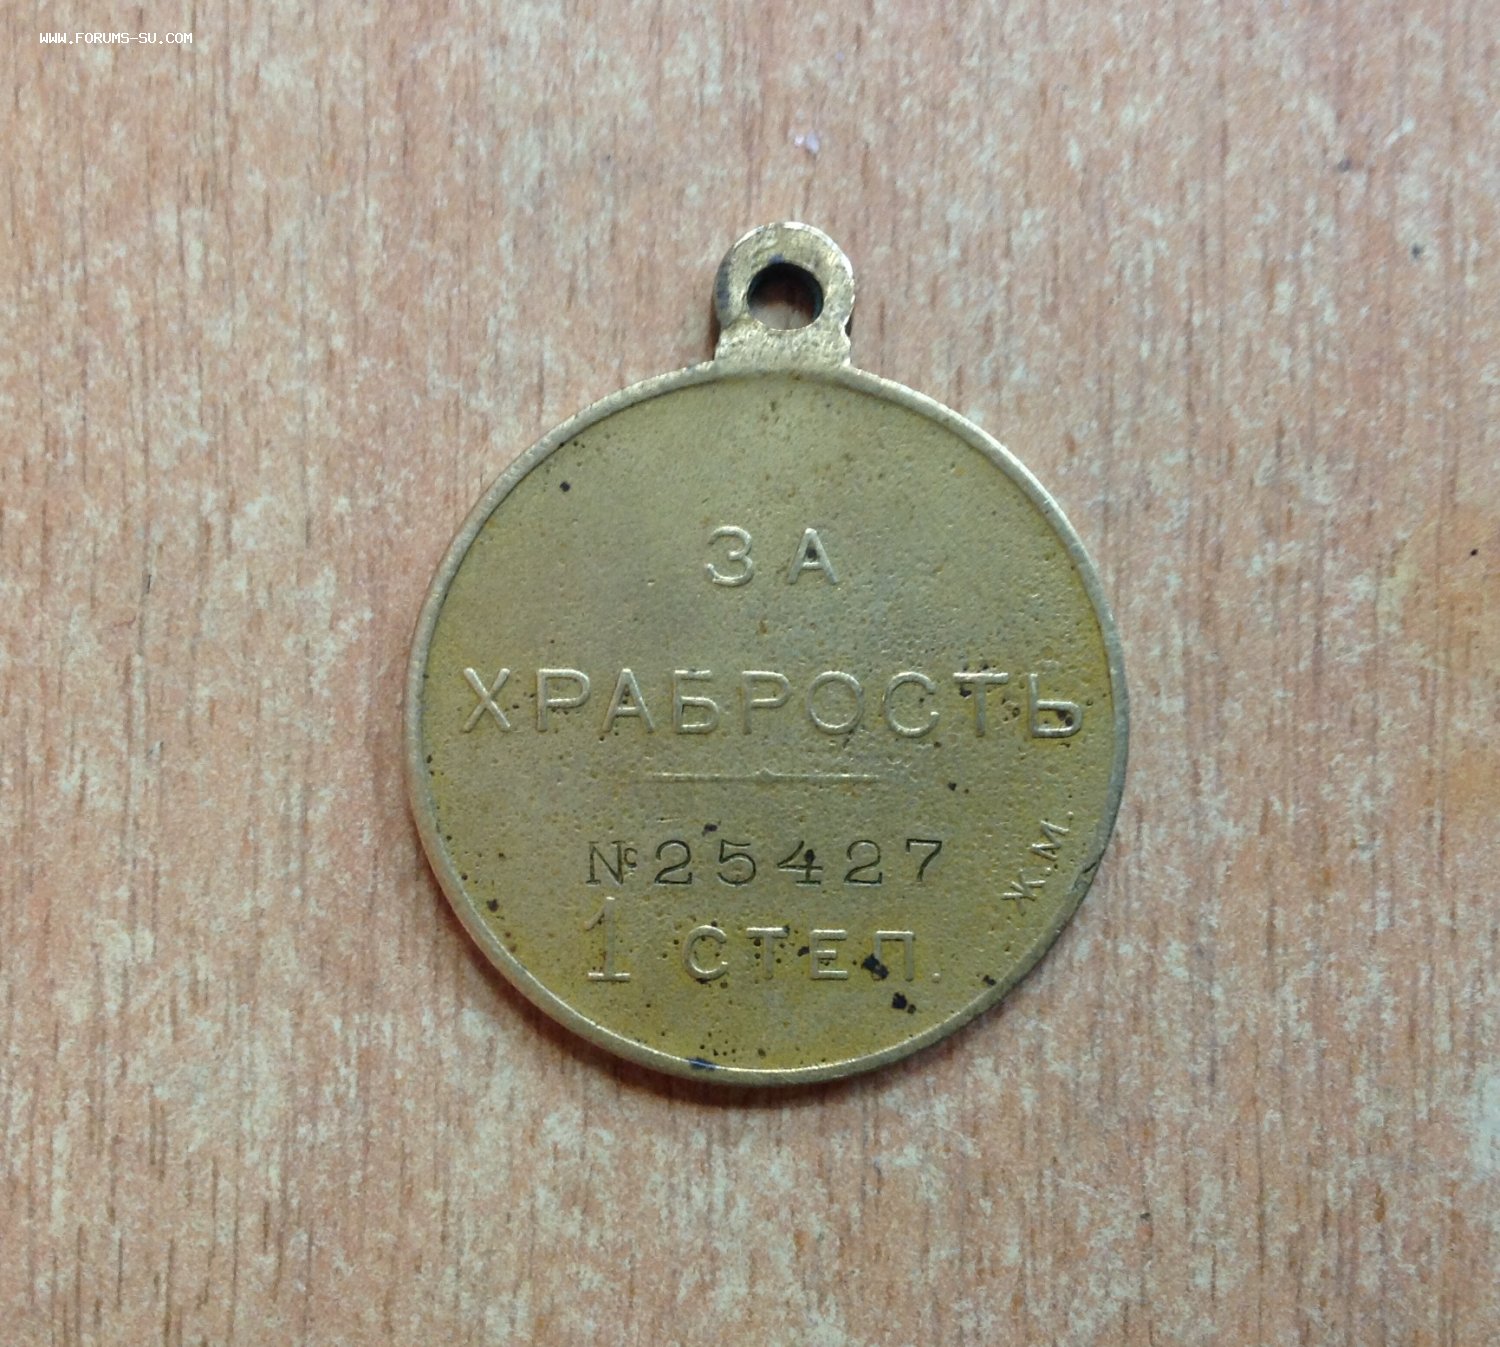 WWW.FORUMS-SU.COM
ЗА
ХРАБРОСТЬ
№25427
1 СТЕП.
Ж.М.